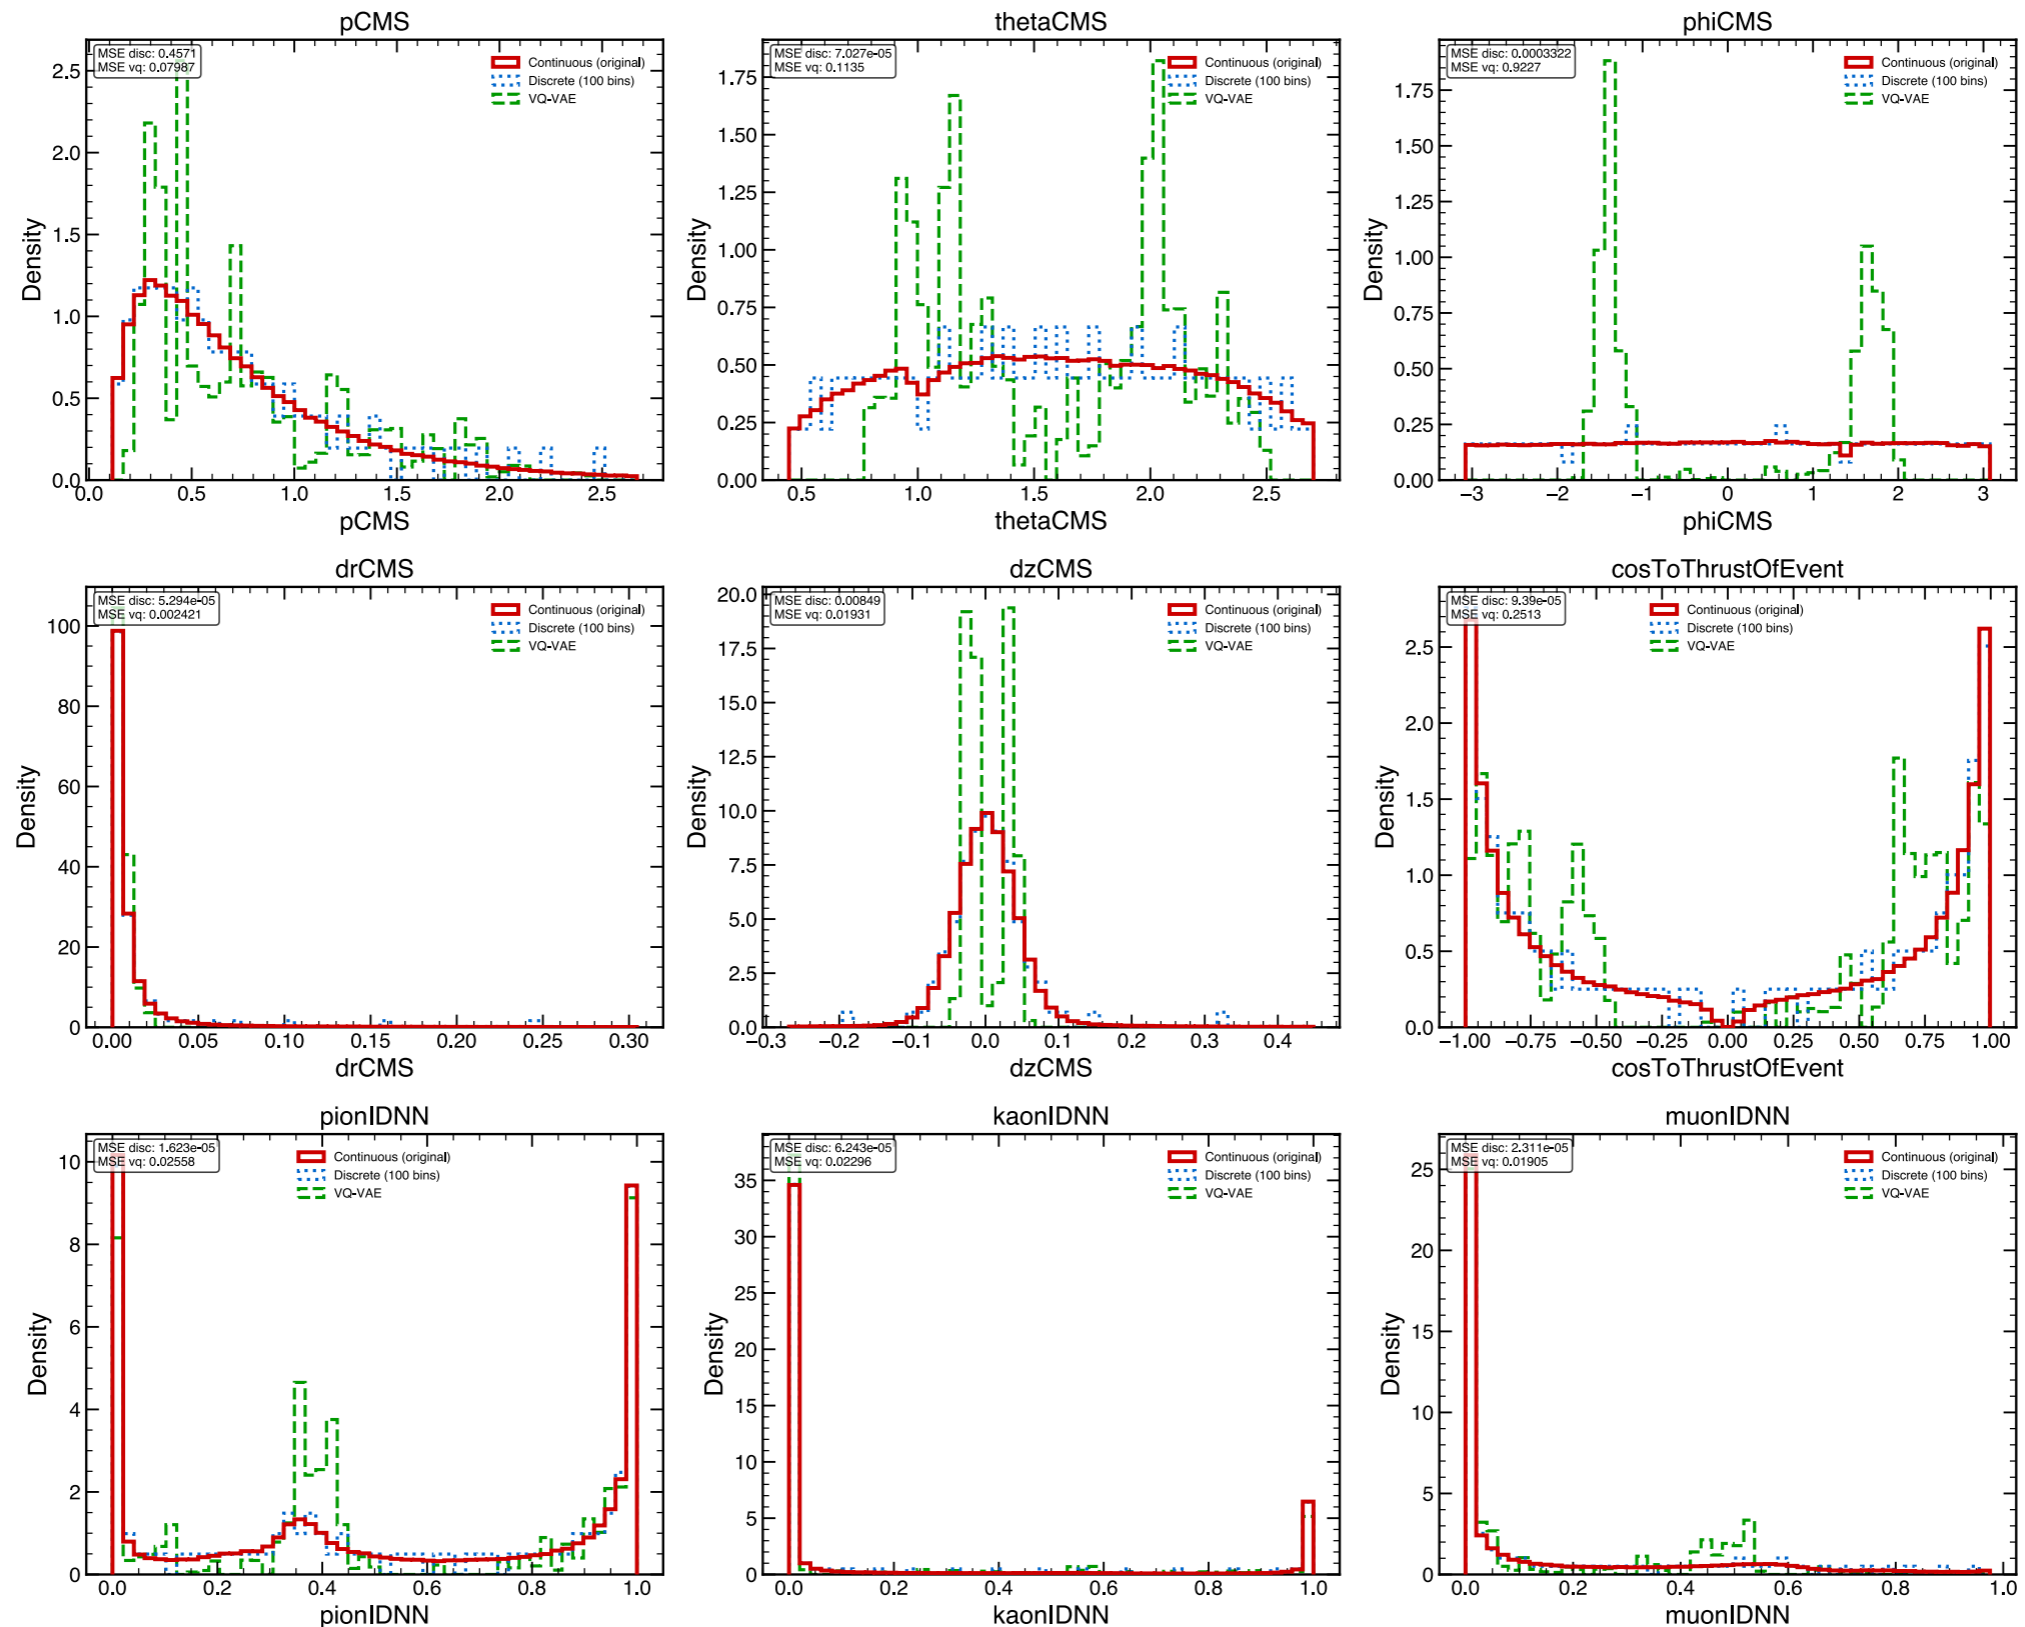 pCMS
MSE disc: 0.4571
MSE vq: 0.07987
Continuous (original)
Discrete (100 bins)
VQ-VAE
Density
2.5
2.0
1.5
1.0
0.5
0.0
0.0 0.5 1.0 1.5 2.0 2.5
pCMS
thetaCMS
MSE disc: 7.027e-05
MSE vq: 0.1135
Continuous (original)
Discrete (100 bins)
VQ-VAE
Density
1.75
1.50
1.25
1.00
0.75
0.50
0.25
0.00
0.5 1.0 1.5 2.0 2.5
thetaCMS
phiCMS
MSE disc: 0.0003322
MSE vq: 0.9227
Continuous (original)
Discrete (100 bins)
VQ-VAE
Density
1.75
1.50
1.25
1.00
0.75
0.50
0.25
0.00
−3 −2 −1 0 1 2 3
phiCMS
drCMS
MSE disc: 5.294e-05
MSE vq: 0.002421
Continuous (original)
Discrete (100 bins)
VQ-VAE
Density
100
80
60
40
20
0
0.00 0.05 0.10 0.15 0.20 0.25 0.30
drCMS
dzCMS
MSE disc: 0.00849
MSE vq: 0.01931
Continuous (original)
Discrete (100 bins)
VQ-VAE
Density
20.0
17.5
15.0
12.5
10.0
7.5
5.0
2.5
0.0
−0.3 −0.2 −0.1 0.0 0.1 0.2 0.3 0.4
dzCMS
cosToThrustOfEvent
MSE disc: 9.39e-05
MSE vq: 0.2513
Continuous (original)
Discrete (100 bins)
VQ-VAE
Density
2.5
2.0
1.5
1.0
0.5
0.0
−1.00 −0.75 −0.50 −0.25 0.00 0.25 0.50 0.75 1.00
cosToThrustOfEvent
pionIDNN
MSE disc: 1.623e-05
MSE vq: 0.02558
Continuous (original)
Discrete (100 bins)
VQ-VAE
Density
10
8
6
4
2
0
0.0 0.2 0.4 0.6 0.8 1.0
pionIDNN
kaonIDNN
MSE disc: 6.243e-05
MSE vq: 0.02296
Continuous (original)
Discrete (100 bins)
VQ-VAE
Density
35
30
25
20
15
10
5
0
0.0 0.2 0.4 0.6 0.8 1.0
kaonIDNN
muonIDNN
MSE disc: 2.311e-05
MSE vq: 0.01905
Continuous (original)
Discrete (100 bins)
VQ-VAE
Density
25
20
15
10
5
0
0.0 0.2 0.4 0.6 0.8 1.0
muonIDNN